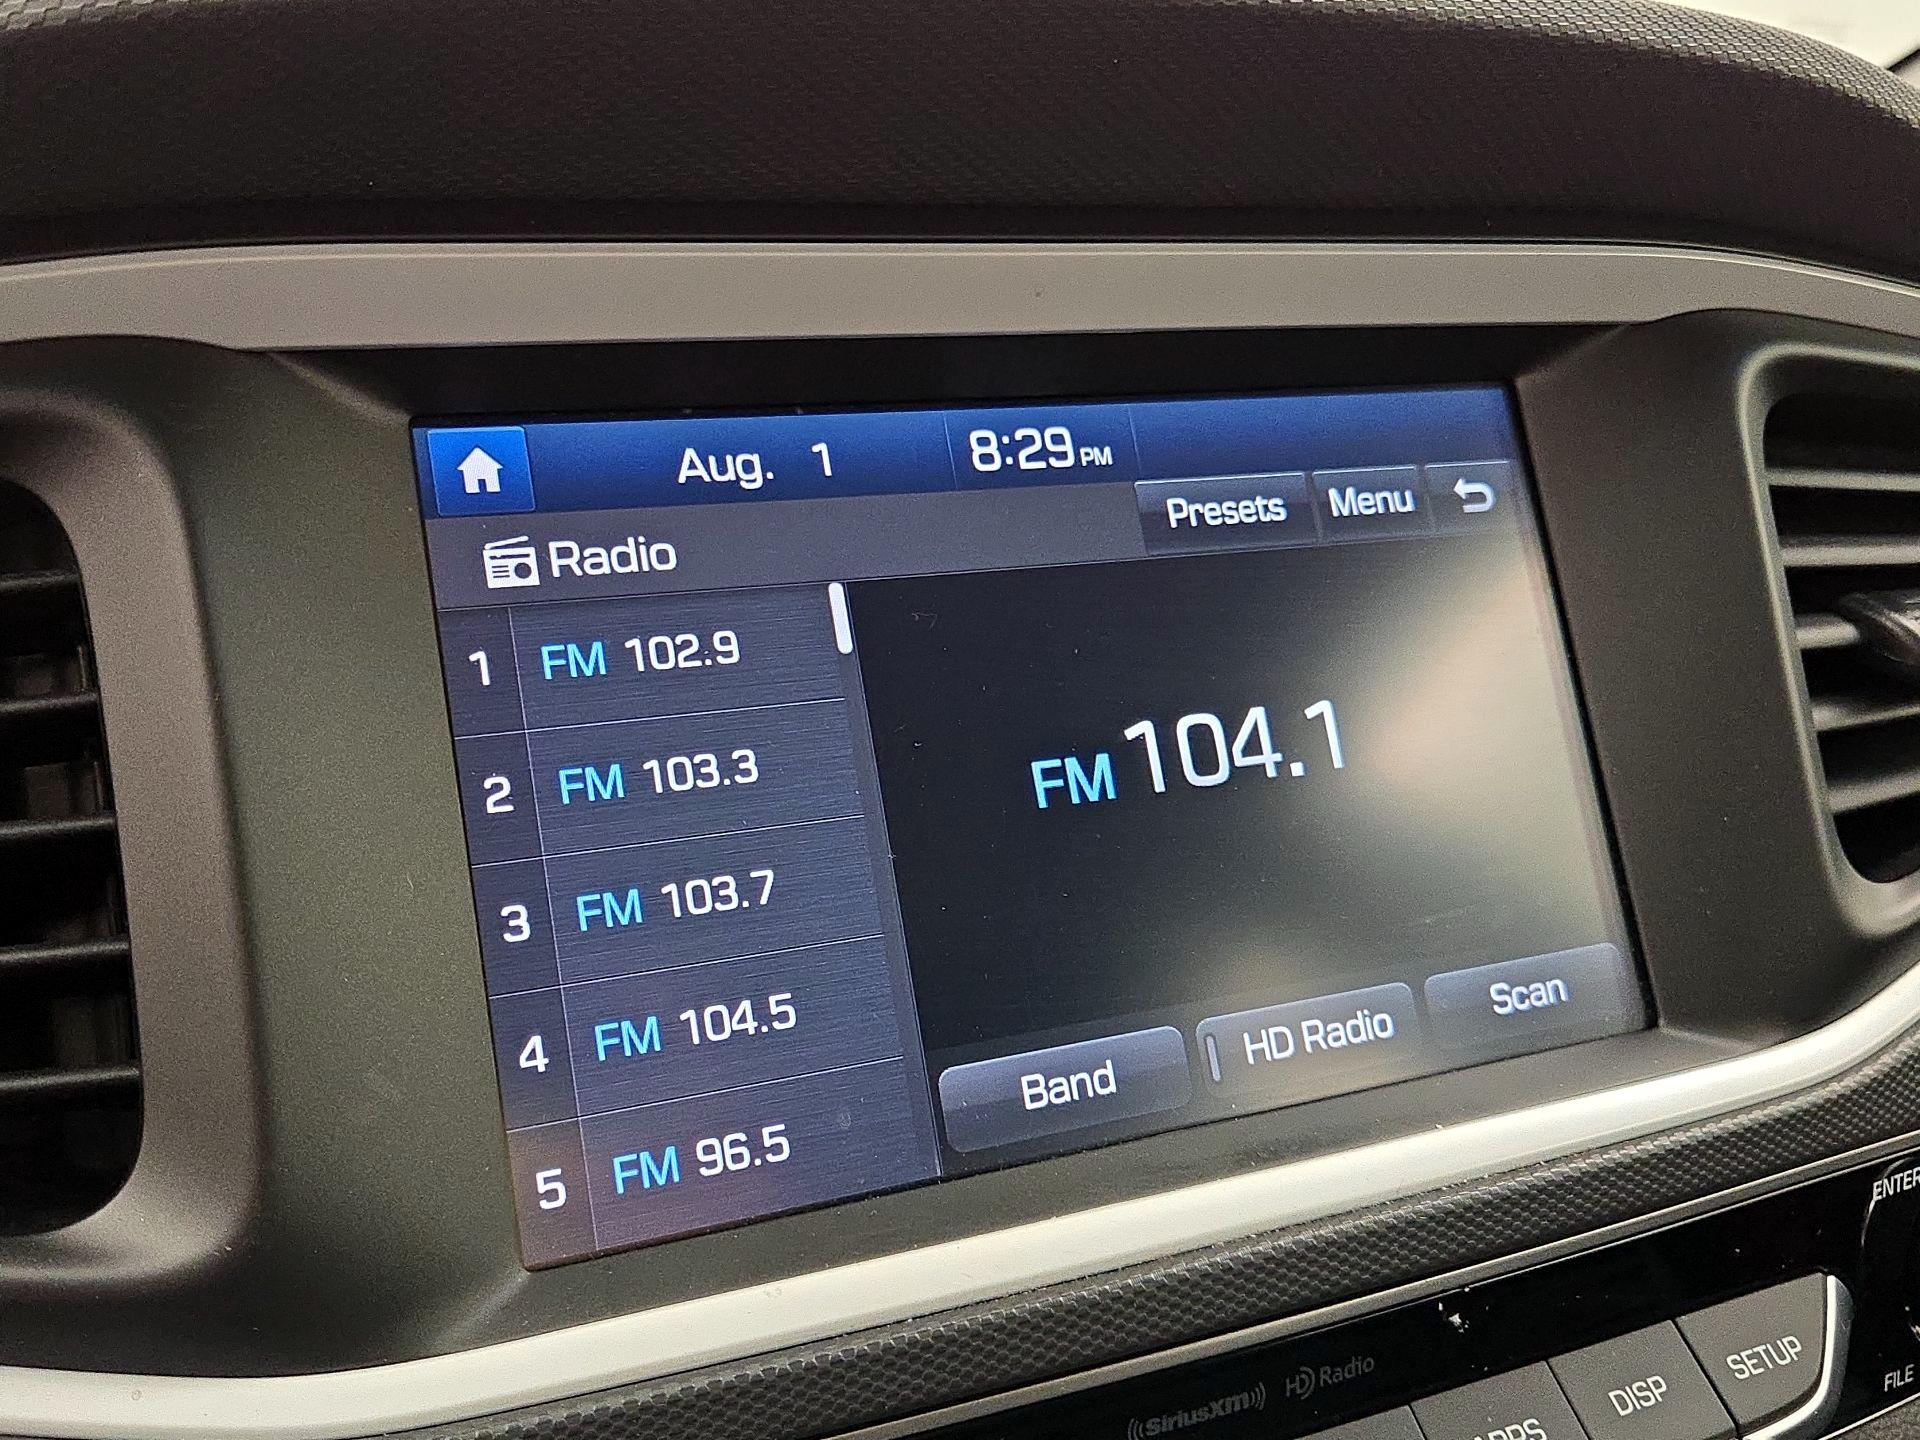 Aug. 1 8:29 PM
Presets Menu
Radio
1 FM 102.9
2 FM 103.3
3 FM 103.7
4 FM 104.5
5 FM 96.5
FM 104.1
Band HD Radio Scan
ENTER
((SiriusXM)) HD Radio
DISP SETUP FILE